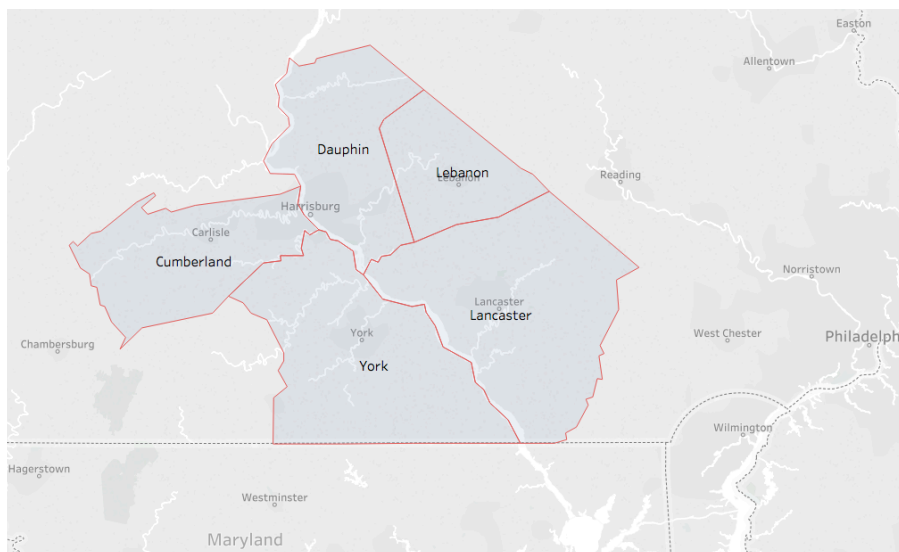 Easton
Allentown
Dauphin
Lebanon
Lebanon
Reading
Harrisburg
Carlisle
Cumberland
Norristown
Lancaster
Lancaster
York
West Chester
Philadelph
Chambersburg
York
Wilmington
Hagerstown
Westminster
Maryland